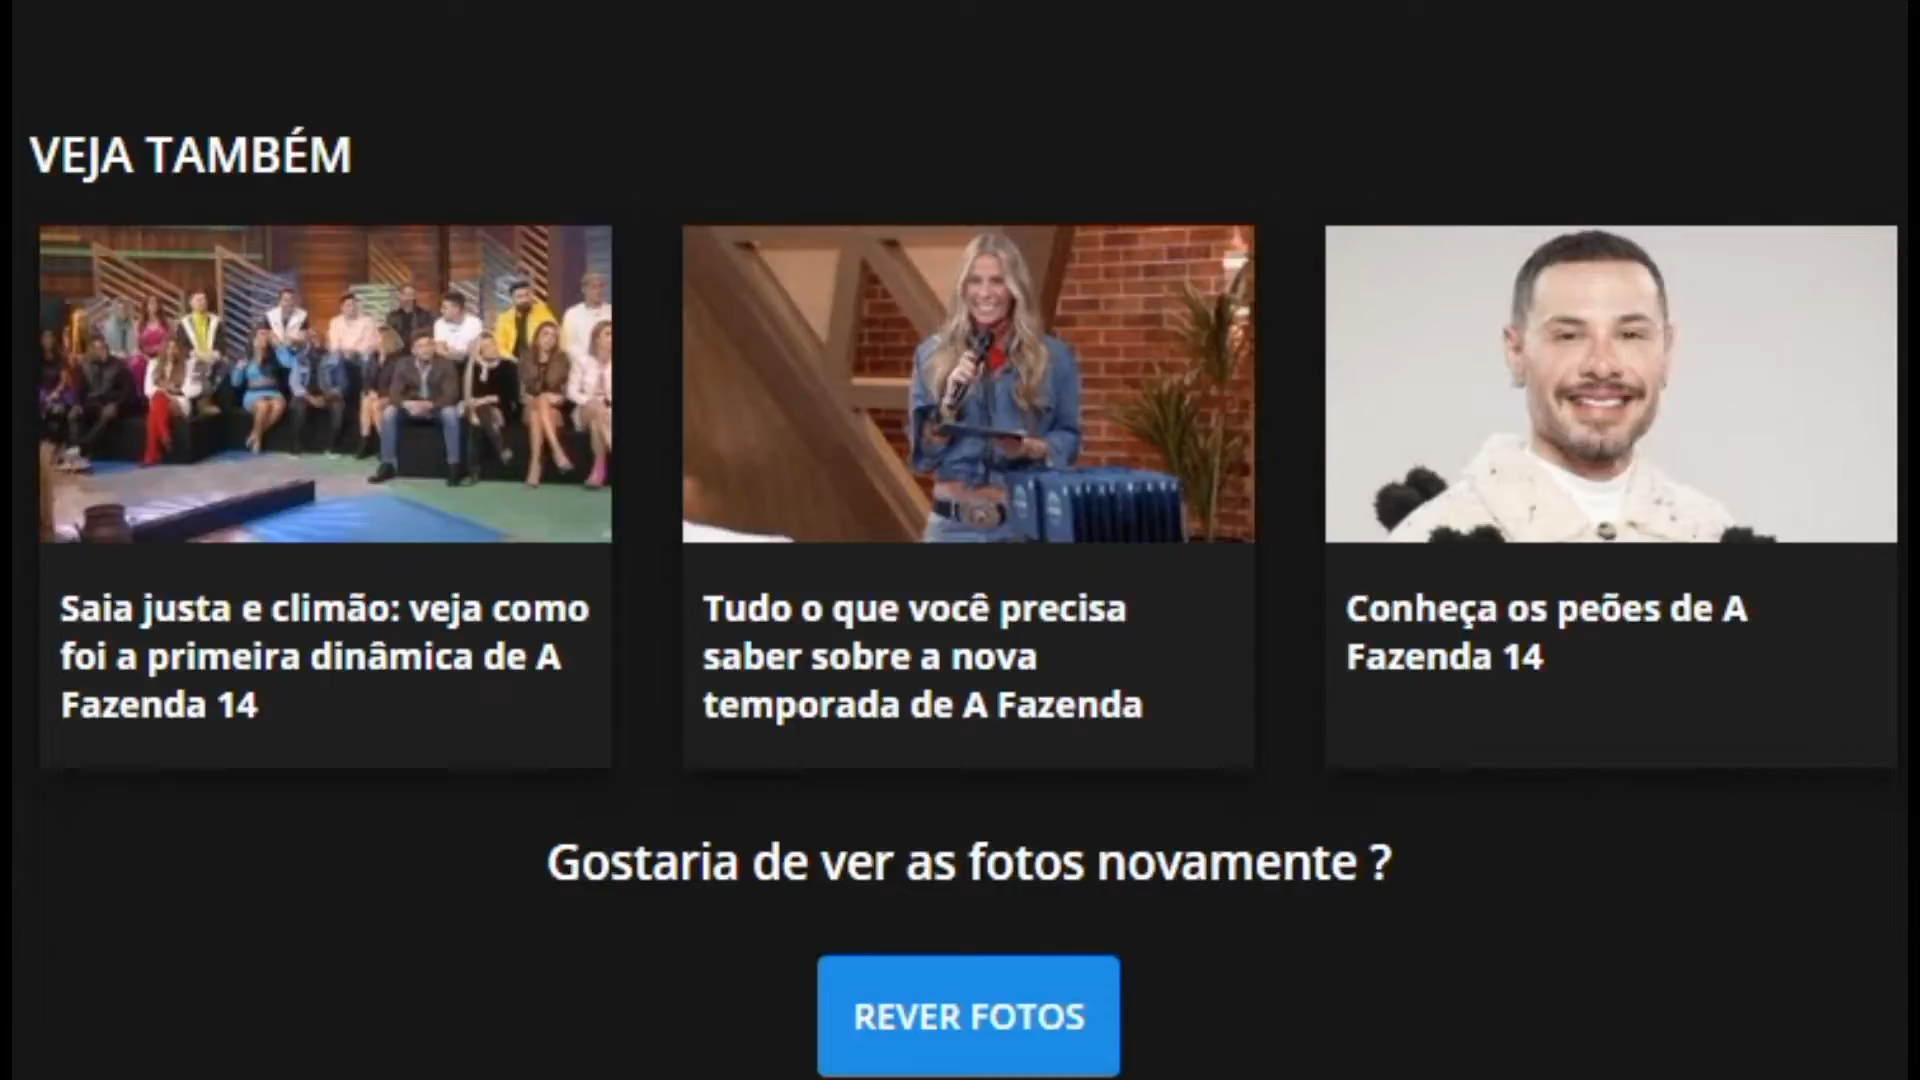 VEJA TAMBÉM
Saia justa e climão: veja como
foi a primeira dinâmica de A
Fazenda 14
Tudo o que você precisa
saber sobre a nova
temporada de A Fazenda
Conheça os peões de A
Fazenda 14
Gostaria de ver as fotos novamente ?
REVER FOTOS